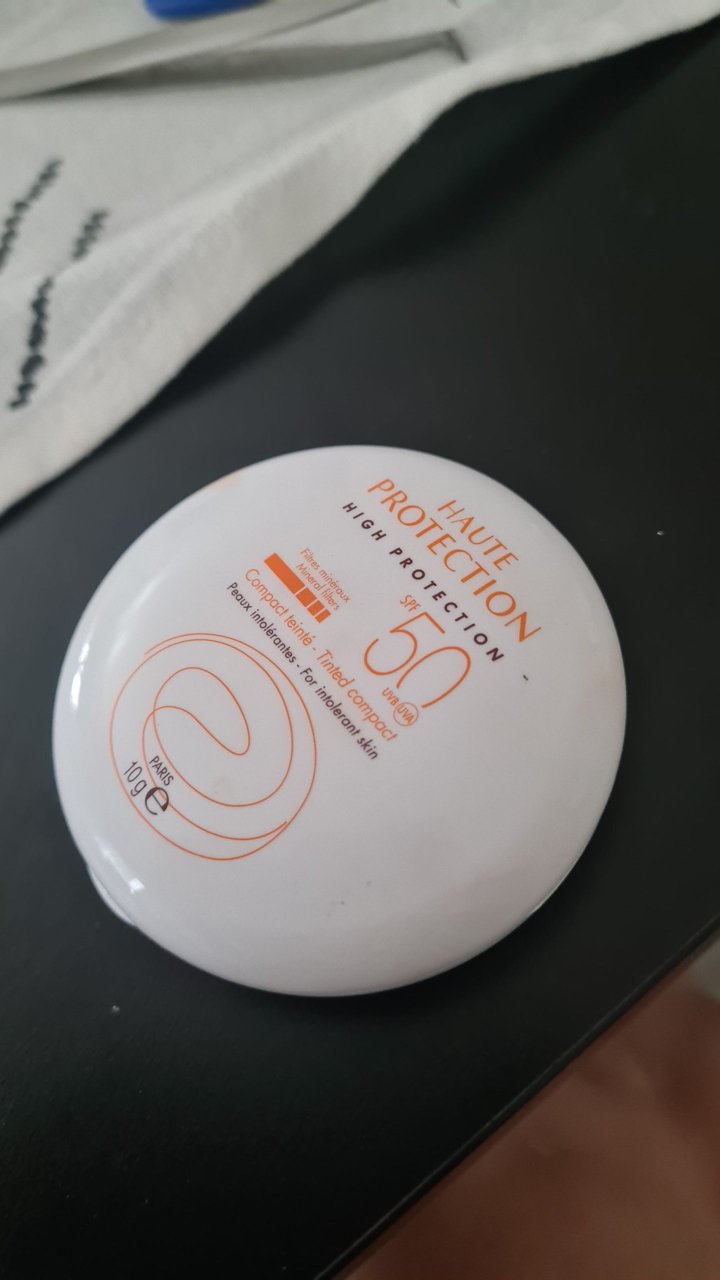 HAUTE
PROTECTION
HIGH PROTECTION
SPF
50
UVB UVA
Filtres minéraux
Mineral filters
Compact teinté - Tinted compact
Peaux intolérantes - For intolerant skin
PARIS
10 g e